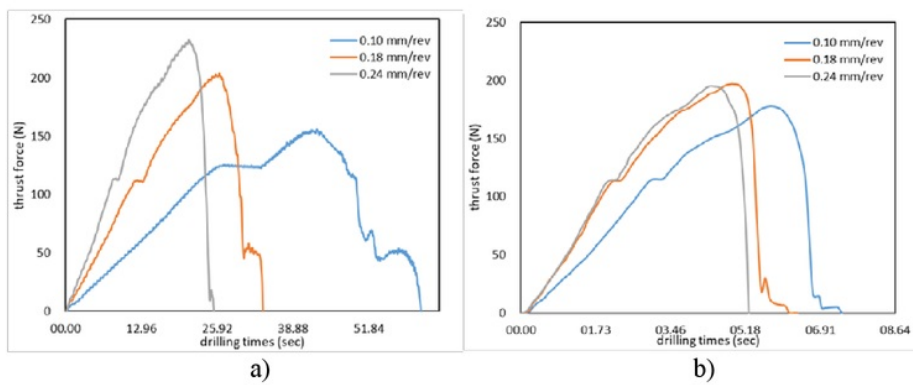 250
200
150
100
50
0
thrust force (N)
0.10 mm/rev
0.18 mm/rev
0.24 mm/rev
00.00 12.96 25.92 38.88 51.84
drilling times (sec)
a)
250
200
150
100
50
0
thrust force (N)
0.10 mm/rev
0.18 mm/rev
0.24 mm/rev
00.00 01.73 03.46 05.18 06.91 08.64
drilling times (sec)
b)